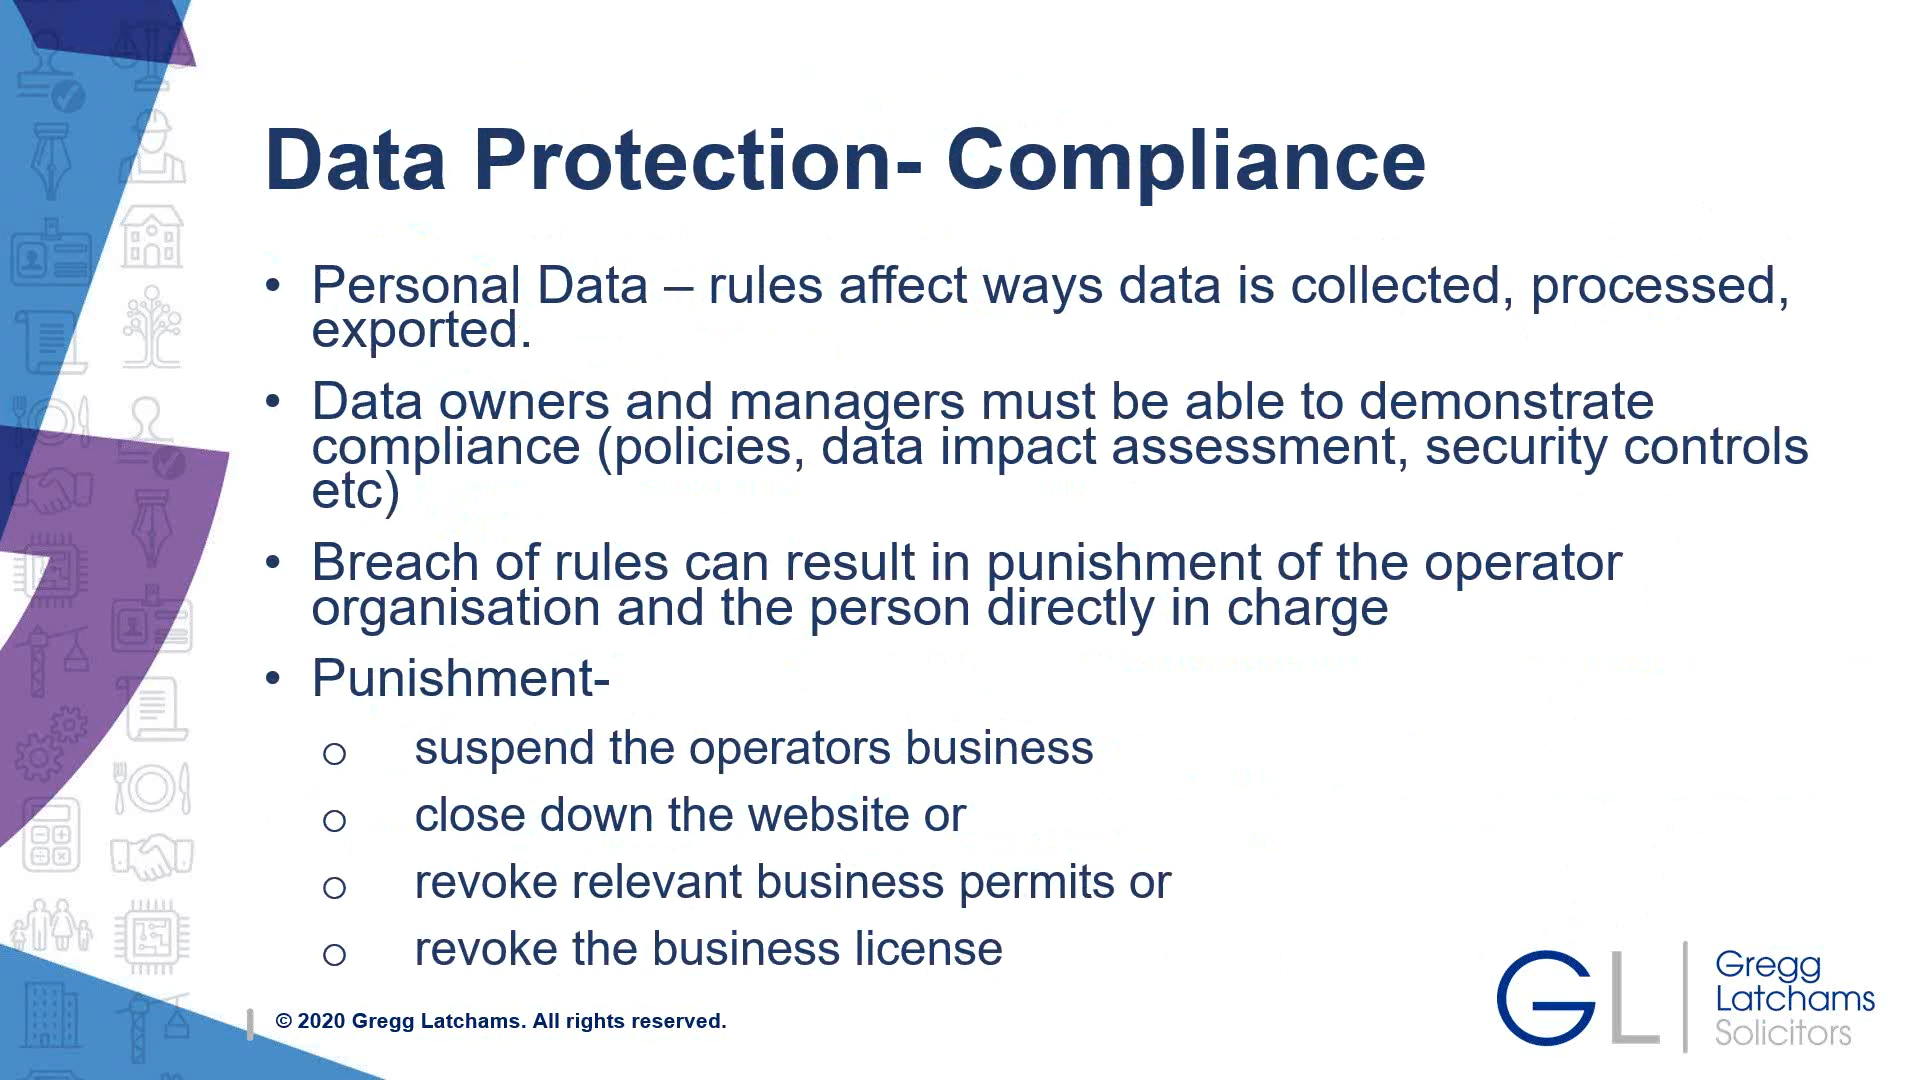 Data Protection- Compliance
• Personal Data – rules affect ways data is collected, processed,
exported.
• Data owners and managers must be able to demonstrate
compliance (policies, data impact assessment, security controls
etc)
• Breach of rules can result in punishment of the operator
organisation and the person directly in charge
• Punishment-
o suspend the operators business
o close down the website or
o revoke relevant business permits or
o revoke the business license
© 2020 Gregg Latchams. All rights reserved.
GL
Gregg
Latchams
Solicitors